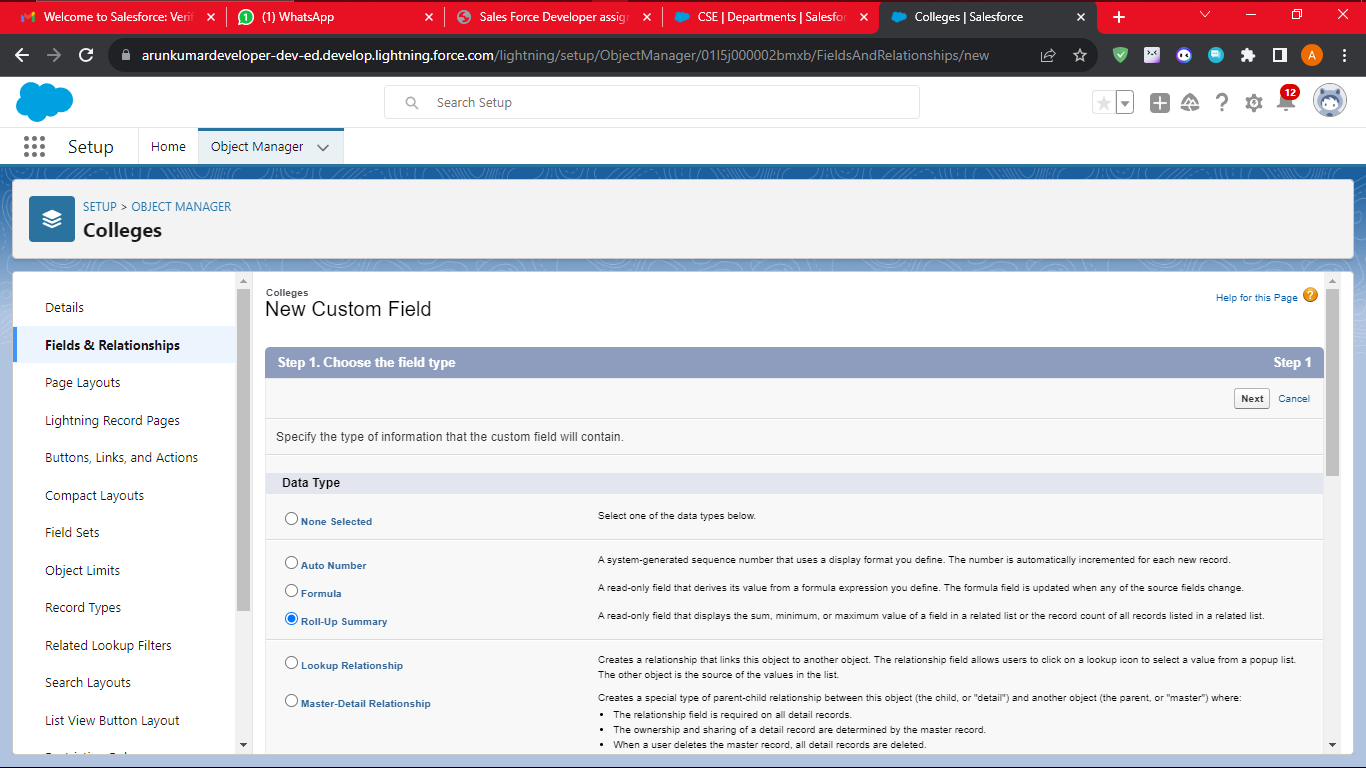 Welcome to Salesforce: Verif
(1) WhatsApp
Sales Force Developer assign
CSE | Departments | Salesfor
Colleges | Salesforce
arunkumardeveloper-dev-ed.develop.lightning.force.com/lightning/setup/ObjectManager/01I5j000002bmxb/FieldsAndRelationships/new
A
Search Setup
12
Setup
Home
Object Manager
SETUP > OBJECT MANAGER
Colleges
Details
Fields & Relationships
Page Layouts
Lightning Record Pages
Buttons, Links, and Actions
Compact Layouts
Field Sets
Object Limits
Record Types
Related Lookup Filters
Search Layouts
List View Button Layout
Colleges
New Custom Field
Help for this Page
Step 1. Choose the field type
Step 1
Next
Cancel
Specify the type of information that the custom field will contain.
Data Type
None Selected
Select one of the data types below.
Auto Number
A system-generated sequence number that uses a display format you define. The number is automatically incremented for each new record.
Formula
A read-only field that derives its value from a formula expression you define. The formula field is updated when any of the source fields change.
Roll-Up Summary
A read-only field that displays the sum, minimum, or maximum value of a field in a related list or the record count of all records listed in a related list.
Lookup Relationship
Creates a relationship that links this object to another object. The relationship field allows users to click on a lookup icon to select a value from a popup list.
The other object is the source of the values in the list.
Master-Detail Relationship
Creates a special type of parent-child relationship between this object (the child, or "detail") and another object (the parent, or "master") where:
• The relationship field is required on all detail records.
• The ownership and sharing of a detail record are determined by the master record.
• When a user deletes the master record, all detail records are deleted.